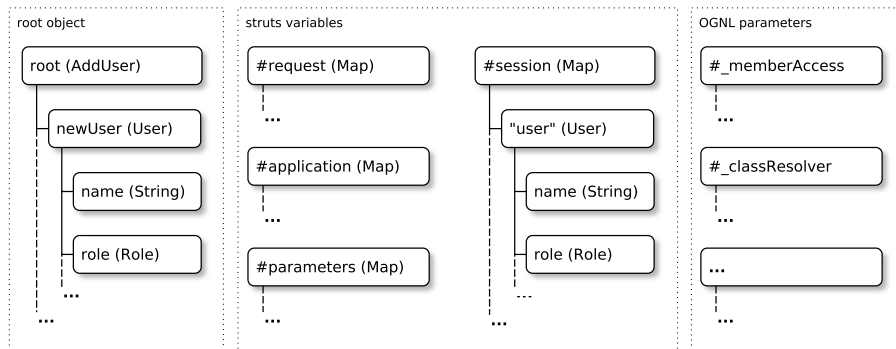 root object
root (AddUser)
newUser (User)
name (String)
role (Role)
...
...
struts variables
#request (Map)
...
#application (Map)
...
#parameters (Map)
...
#session (Map)
"user" (User)
name (String)
role (Role)
...
...
OGNL parameters
#_memberAccess
...
#_classResolver
...
...
...